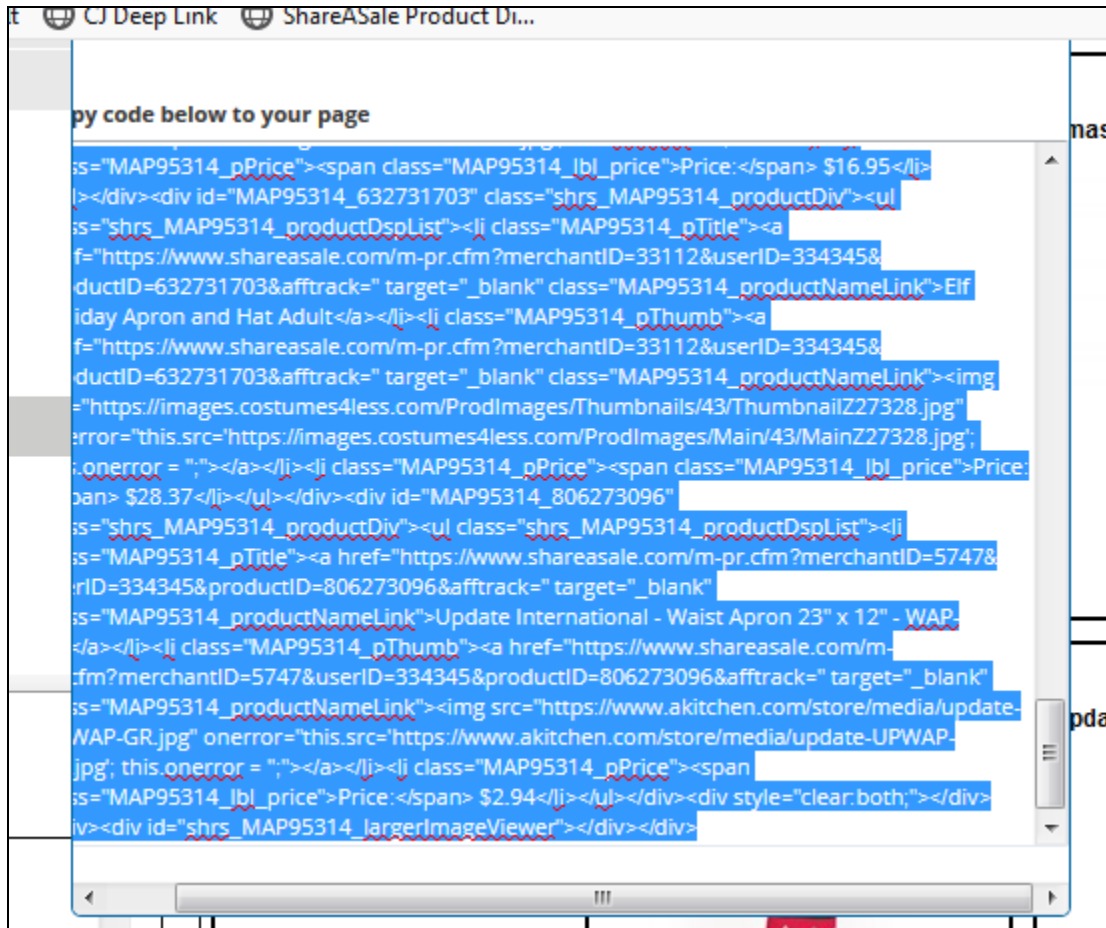 CJ Deep Link ShareASale Product Di...
py code below to your page
mas
ss="MAP95314_pPrice"><span class="MAP95314_lbl_price">Price:</span> $16.95</li>
></div><div id="MAP95314_632731703" class="shrs_MAP95314_productDiv"><ul
ss="shrs_MAP95314_productDspList"><li class="MAP95314_pTitle"><a
f="https://www.shareasale.com/m-pr.cfm?merchantID=33112&userID=334345&
ductID=632731703&afftrack=" target="_blank" class="MAP95314_productNameLink">Elf
iday Apron and Hat Adult</a></li><li class="MAP95314_pThumb"><a
f="https://www.shareasale.com/m-pr.cfm?merchantID=33112&userID=334345&
ductID=632731703&afftrack=" target="_blank" class="MAP95314_productNameLink"><img
="https://images.costumes4less.com/ProdImages/Thumbnails/43/ThumbnailZ27328.jpg"
error="this.src='https://images.costumes4less.com/ProdImages/Main/43/MainZ27328.jpg';
.onerror = '';"></a></li><li class="MAP95314_pPrice"><span class="MAP95314_lbl_price">Price:
pan> $28.37</li></ul></div><div id="MAP95314_806273096"
ss="shrs_MAP95314_productDiv"><ul class="shrs_MAP95314_productDspList"><li
ss="MAP95314_pTitle"><a href="https://www.shareasale.com/m-pr.cfm?merchantID=5747&
rID=334345&productID=806273096&afftrack=" target="_blank"
ss="MAP95314_productNameLink">Update International - Waist Apron 23" x 12" - WAP-
</a></li><li class="MAP95314_pThumb"><a href="https://www.shareasale.com/m-
cfm?merchantID=5747&userID=334345&productID=806273096&afftrack=" target="_blank"
ss="MAP95314_productNameLink"><img src="https://www.akitchen.com/store/media/update-
WAP-GR.jpg" onerror="this.src='https://www.akitchen.com/store/media/update-UPWAP-
jpg'; this.onerror = '';"></a></li><li class="MAP95314_pPrice"><span
ss="MAP95314_lbl_price">Price:</span> $2.94</li></ul></div><div style="clear:both;"></div>
iv><div id="shrs_MAP95314_largerImageViewer"></div></div>
pda